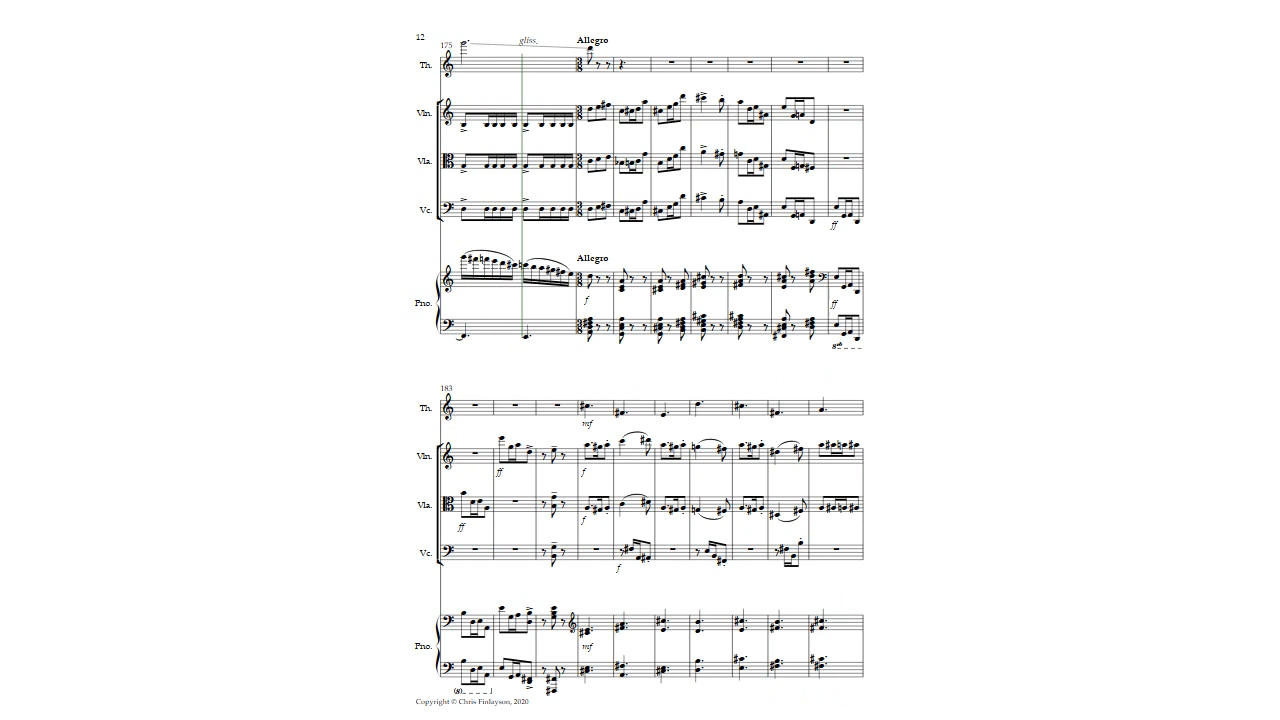 12
175
gliss.
Allegro
Th.
Vln.
Vla.
Vc.
ff
Allegro
Pno.
f
ff
8vb
183
Th.
mf
Vln.
ff
f
Vla.
ff
f
Vc.
f
Pno.
mf
(8)
Copyright © Chris Finlayson, 2020